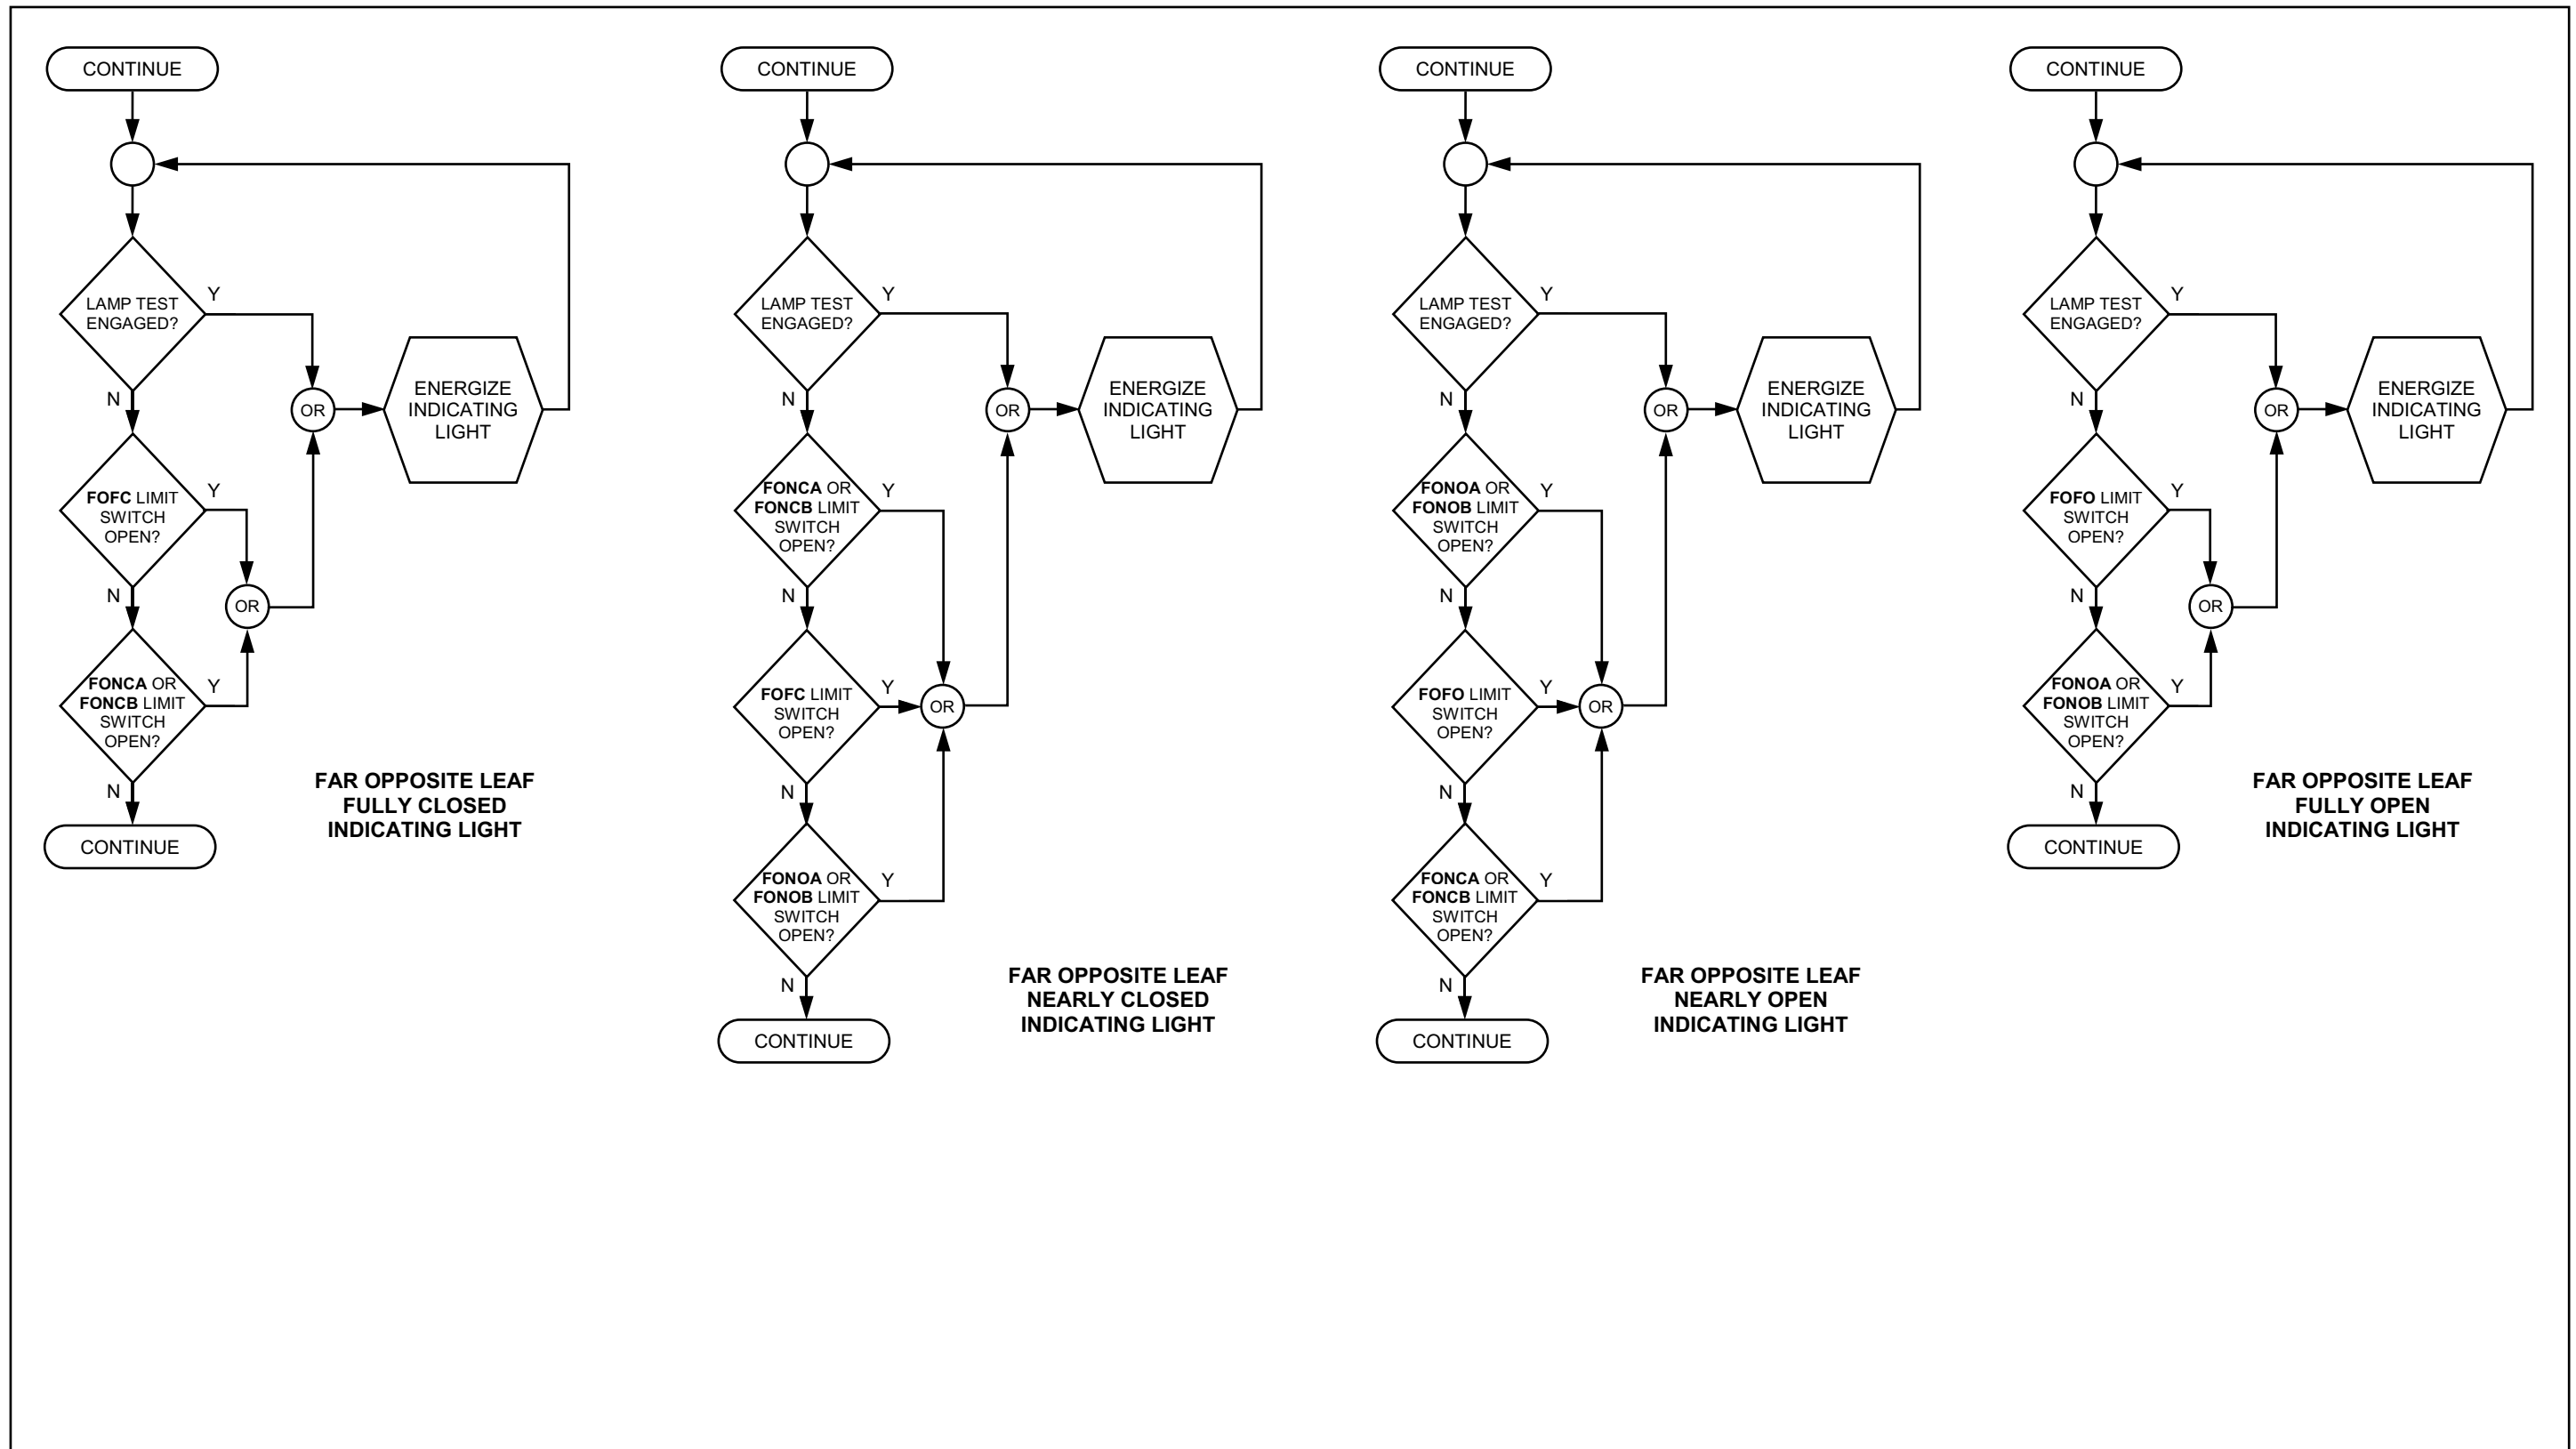 CONTINUE
LAMP TEST
ENGAGED?
Y
N
OR
ENERGIZE
INDICATING
LIGHT
FOFC LIMIT
SWITCH
OPEN?
Y
N
OR
FONCA OR
FONCB LIMIT
SWITCH
OPEN?
Y
N
CONTINUE
FAR OPPOSITE LEAF
FULLY CLOSED
INDICATING LIGHT
CONTINUE
LAMP TEST
ENGAGED?
Y
N
OR
ENERGIZE
INDICATING
LIGHT
FONCA OR
FONCB LIMIT
SWITCH
OPEN?
Y
N
FOFC LIMIT
SWITCH
OPEN?
Y
OR
N
FONOA OR
FONOB LIMIT
SWITCH
OPEN?
Y
N
CONTINUE
FAR OPPOSITE LEAF
NEARLY CLOSED
INDICATING LIGHT
CONTINUE
LAMP TEST
ENGAGED?
Y
N
OR
ENERGIZE
INDICATING
LIGHT
FONOA OR
FONOB LIMIT
SWITCH
OPEN?
Y
N
FOFO LIMIT
SWITCH
OPEN?
Y
OR
N
FONCA OR
FONCB LIMIT
SWITCH
OPEN?
Y
N
CONTINUE
FAR OPPOSITE LEAF
NEARLY OPEN
INDICATING LIGHT
CONTINUE
LAMP TEST
ENGAGED?
Y
N
OR
ENERGIZE
INDICATING
LIGHT
FOFO LIMIT
SWITCH
OPEN?
Y
N
OR
FONOA OR
FONOB LIMIT
SWITCH
OPEN?
Y
N
CONTINUE
FAR OPPOSITE LEAF
FULLY OPEN
INDICATING LIGHT